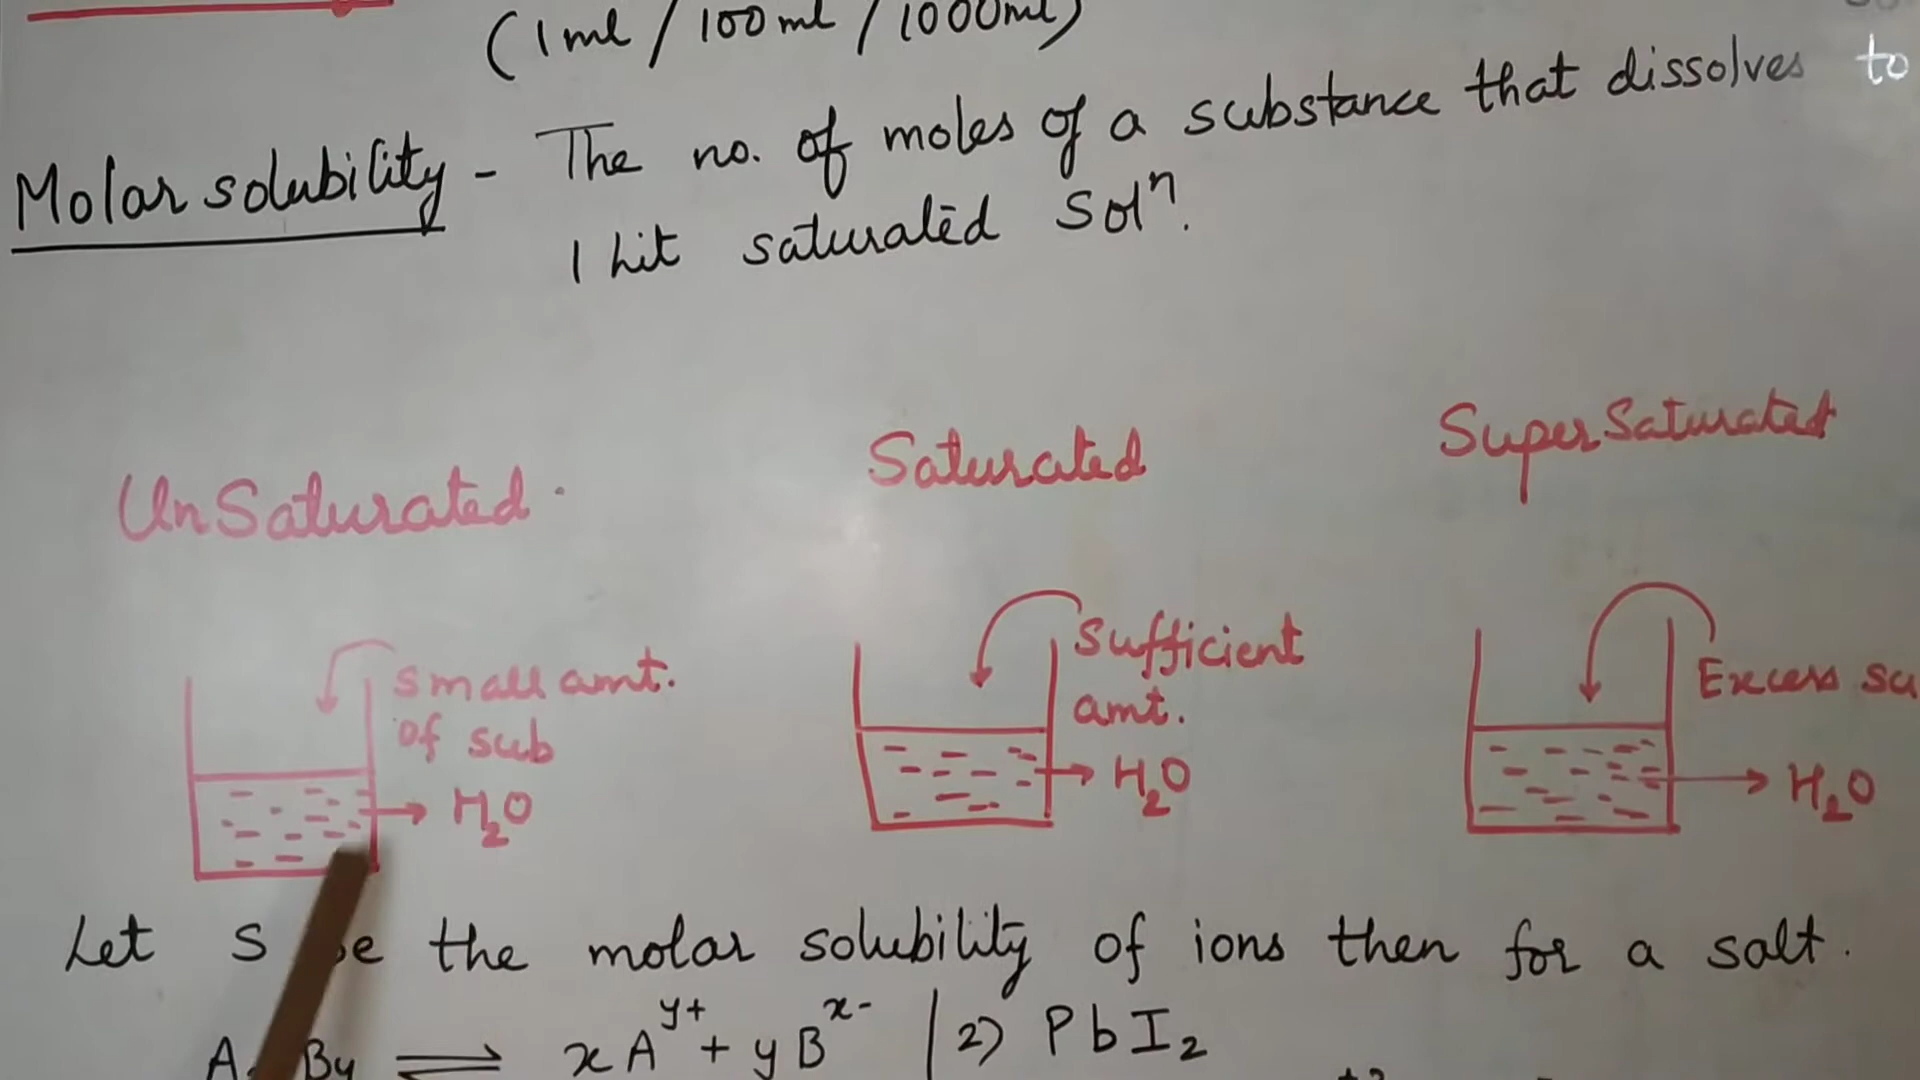 (1ml / 100ml / 1000ml)
Molar solubility - The no. of moles of a substance that dissolves to
1 Lit saturated Solⁿ.
UnSaturated.
Saturated
SuperSaturated
small amt.
of sub
H₂O
Sufficient
amt.
H₂O
Excess su
H₂O
Let S be the molar solubility of ions then for a salt.
By ⇌ xA^y+ + yB^x- | 2) PbI₂